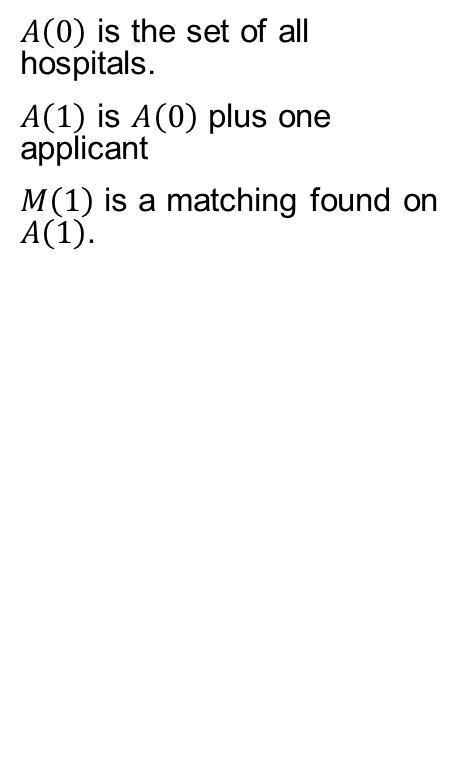 A(0) is the set of all
hospitals.
A(1) is A(0) plus one
applicant
M(1) is a matching found on
A(1).